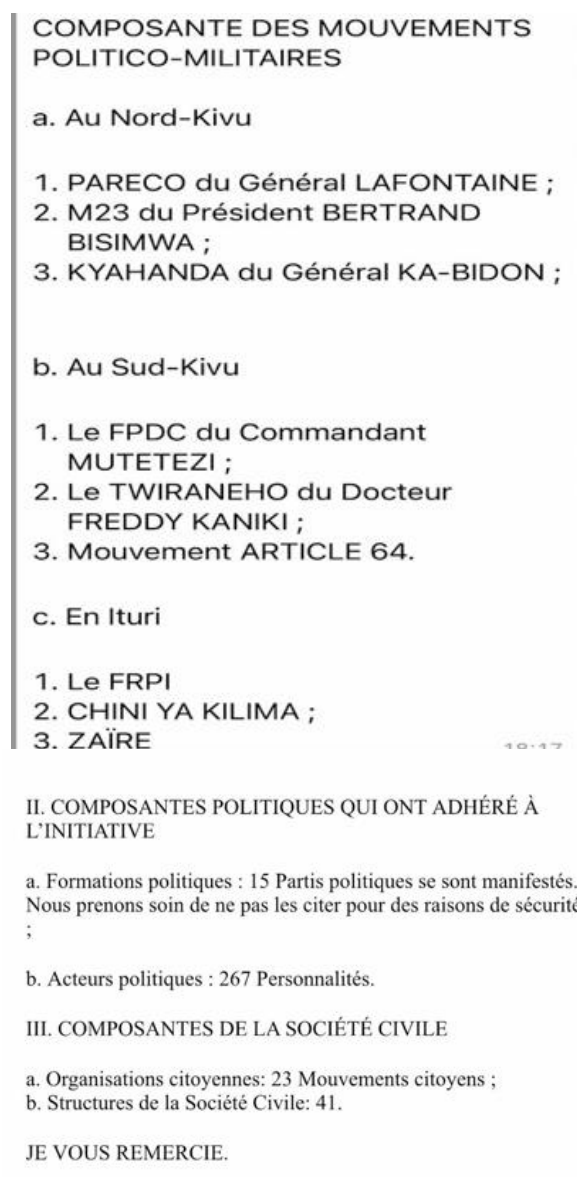 COMPOSANTE DES MOUVEMENTS
POLITICO-MILITAIRES
a. Au Nord-Kivu
1. PARECO du Général LAFONTAINE ;
2. M23 du Président BERTRAND
BISIMWA ;
3. KYAHANDA du Général KA-BIDON ;
b. Au Sud-Kivu
1. Le FPDC du Commandant
MUTETEZI ;
2. Le TWIRANEHO du Docteur
FREDDY KANIKI ;
3. Mouvement ARTICLE 64.
c. En Ituri
1. Le FRPI
2. CHINI YA KILIMA ;
3. ZAÏRE
II. COMPOSANTES POLITIQUES QUI ONT ADHÉRÉ À
L'INITIATIVE
a. Formations politiques : 15 Partis politiques se sont manifestés.
Nous prenons soin de ne pas les citer pour des raisons de sécurité
;
b. Acteurs politiques : 267 Personnalités.
III. COMPOSANTES DE LA SOCIÉTÉ CIVILE
a. Organisations citoyennes: 23 Mouvements citoyens ;
b. Structures de la Société Civile: 41.
JE VOUS REMERCIE.